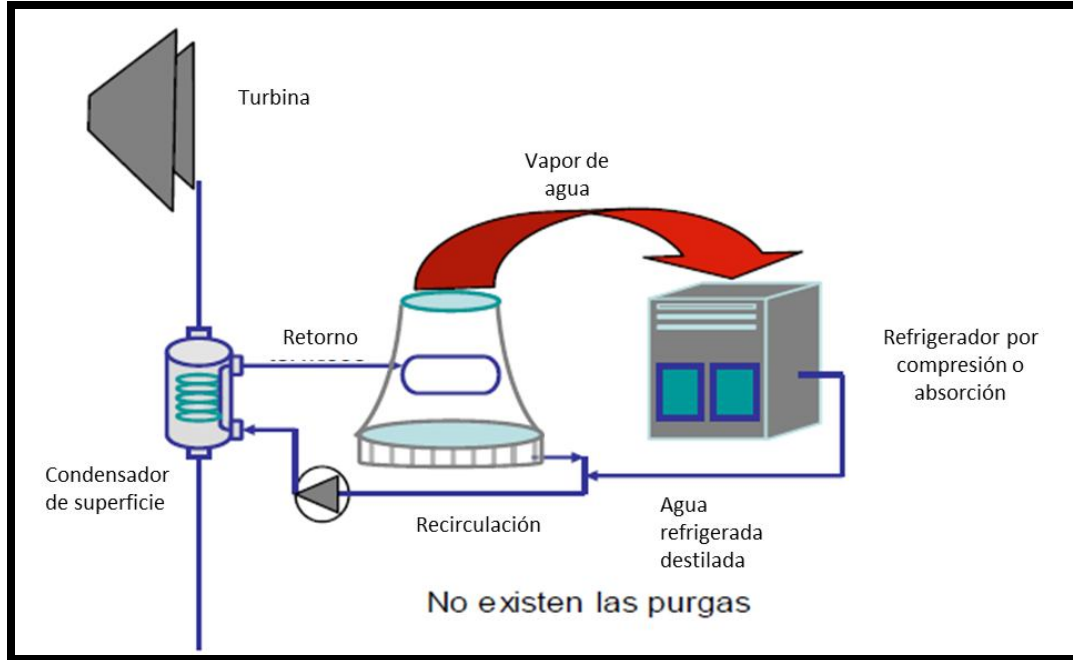 Turbina
Vapor de
agua
Retorno
Refrigerador por
compresión o
absorción
Condensador
de superficie
Recirculación
Agua
refrigerada
destilada
No existen las purgas